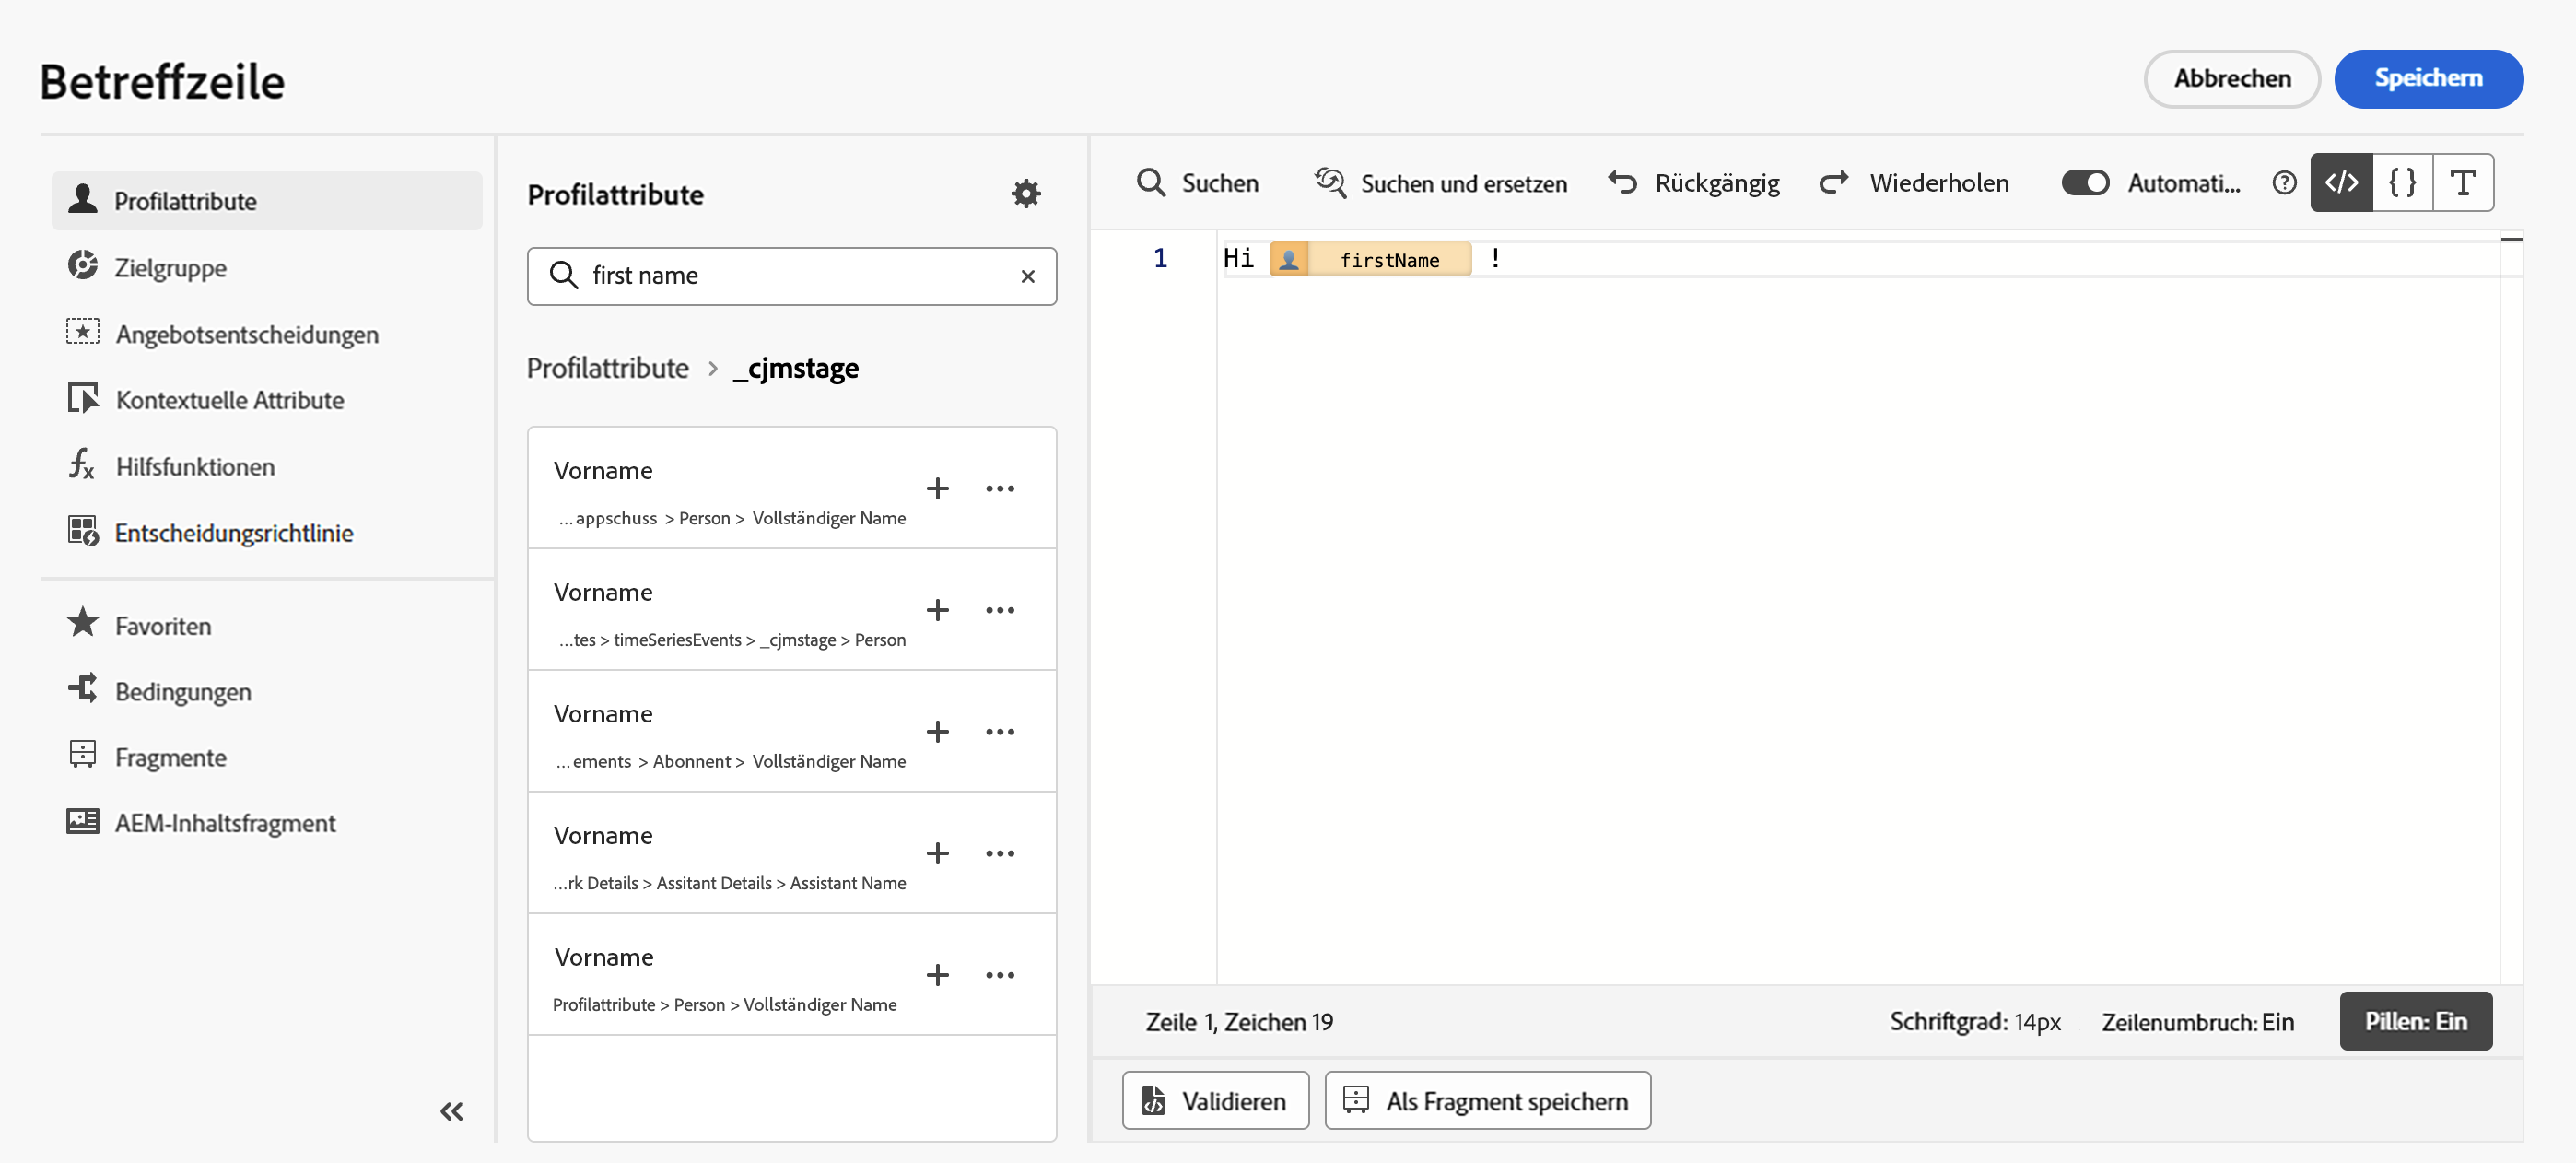 Betreffzeile
Abbrechen
Speichern
Profilattribute
Zielgruppe
Angebotsentscheidungen
Kontextuelle Attribute
Hilfsfunktionen
Entscheidungsrichtlinie
Favoriten
Bedingungen
Fragmente
AEM-Inhaltsfragment
Profilattribute
first name
Profilattribute > _cjmstage
Vorname
...appschuss > Person > Vollständiger Name
Vorname
...tes > timeSeriesEvents > _cjmstage > Person
Vorname
...ements > Abonnent > Vollständiger Name
Vorname
...rk Details > Assitant Details > Assistant Name
Vorname
Profilattribute > Person > Vollständiger Name
Suchen
Suchen und ersetzen
Rückgängig
Wiederholen
Automati...
1
Hi firstName !
Zeile 1, Zeichen 19
Schriftgrad: 14px
Zeilenumbruch: Ein
Pillen: Ein
Validieren
Als Fragment speichern